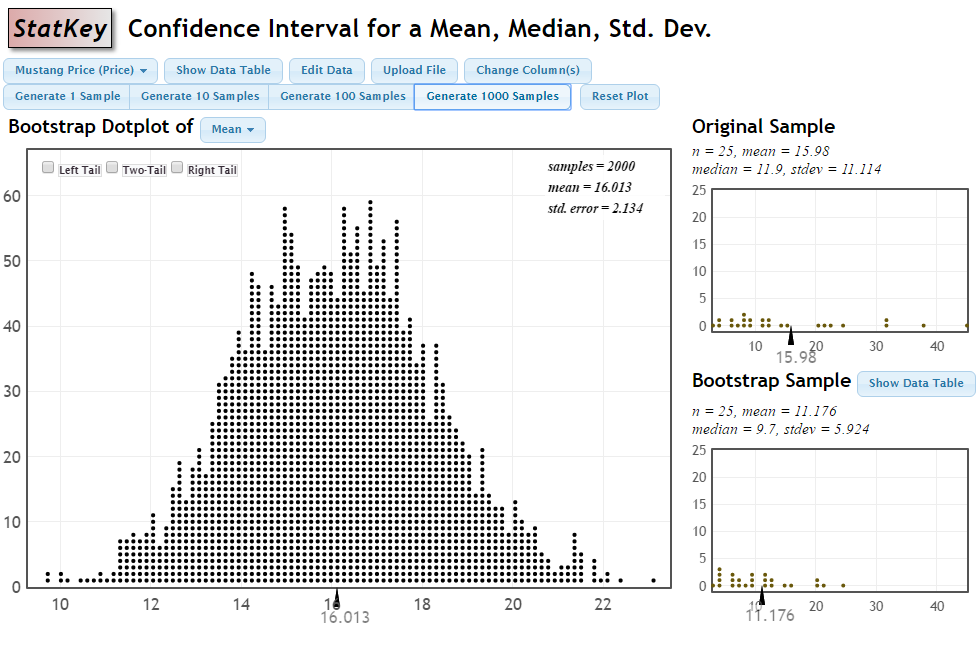 StatKey Confidence Interval for a Mean, Median, Std. Dev.
Mustang Price (Price) Show Data Table Edit Data Upload File Change Column(s)
Generate 1 Sample Generate 10 Samples Generate 100 Samples Generate 1000 Samples Reset Plot
Bootstrap Dotplot of Mean
Left Tail Two-Tail Right Tail
samples = 2000
mean = 16.013
std. error = 2.134
60
50
40
30
20
10
0
10 12 14 16 18 20 22
16.013
Original Sample
n = 25, mean = 15.98
median = 11.9, stdev = 11.114
25
20
15
10
5
0
10 20 30 40
15.98
Bootstrap Sample Show Data Table
n = 25, mean = 11.176
median = 9.7, stdev = 5.924
25
20
15
10
5
0
10 20 30 40
11.176